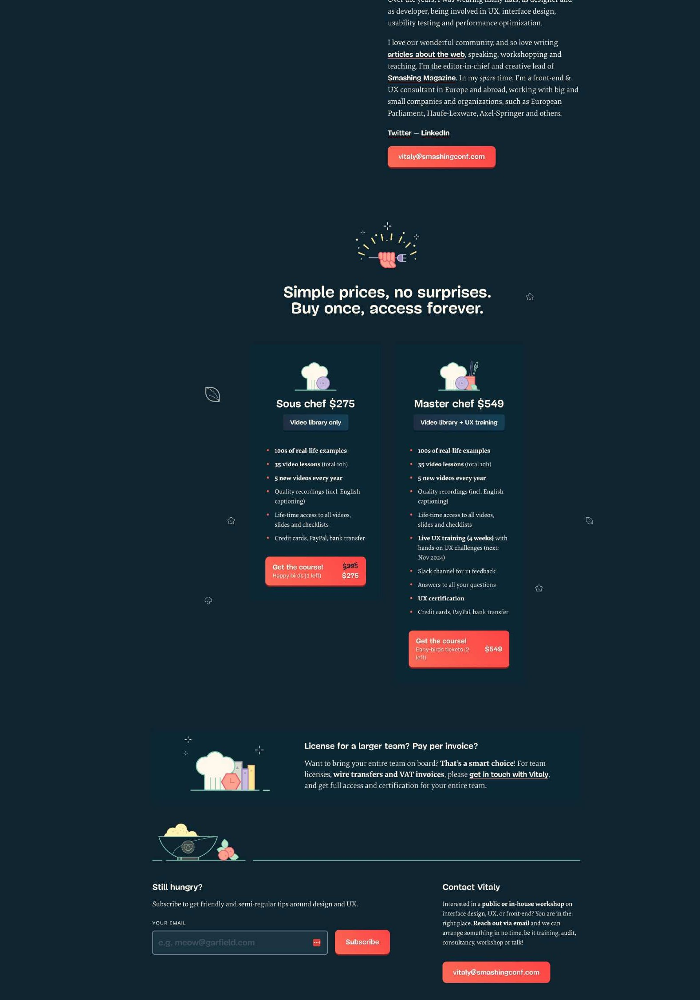 Over the years, I was wearing many hats, as designer and
as developer, being involved in UX, interface design,
usability testing and performance optimization.
I love our wonderful community, and so love writing
articles about the web, speaking, workshopping and
teaching. I'm the editor-in-chief and creative lead of
Smashing Magazine. In my spare time, I'm a front-end &
UX consultant in Europe and abroad, working with big and
small companies and organizations, such as European
Parliament, Haufe-Lexware, Axel-Springer and others.
Twitter — LinkedIn
vitaly@smashingconf.com
Simple prices, no surprises.
Buy once, access forever.
Sous chef $275
Video library only
• 100s of real-life examples
• 35 video lessons (total 10h)
• 5 new videos every year
• Quality recordings (incl. English
captioning)
• Life-time access to all videos,
slides and checklists
• Credit cards, PayPal, bank transfer
Get the course! $395
Happy birds (1 left) $275
Master chef $549
Video library + UX training
• 100s of real-life examples
• 35 video lessons (total 10h)
• 5 new videos every year
• Quality recordings (incl. English
captioning)
• Life-time access to all videos,
slides and checklists
• Live UX training (4 weeks) with
hands-on UX challenges (next:
Nov 2024)
• Slack channel for 1:1 feedback
• Answers to all your questions
• UX certification
• Credit cards, PayPal, bank transfer
Get the course!
Early-birds tickets (2 $549
left)
License for a larger team? Pay per invoice?
Want to bring your entire team on board? That's a smart choice! For team
licenses, wire transfers and VAT invoices, please get in touch with Vitaly,
and get full access and certification for your entire team.
Still hungry?
Subscribe to get friendly and semi-regular tips around design and UX.
YOUR EMAIL
e.g. meow@garfield.com
Subscribe
Contact Vitaly
Interested in a public or in-house workshop on
interface design, UX, or front-end? You are in the
right place. Reach out via email and we can
arrange something in no time, be it training, audit,
consultancy, workshop or talk!
vitaly@smashingconf.com